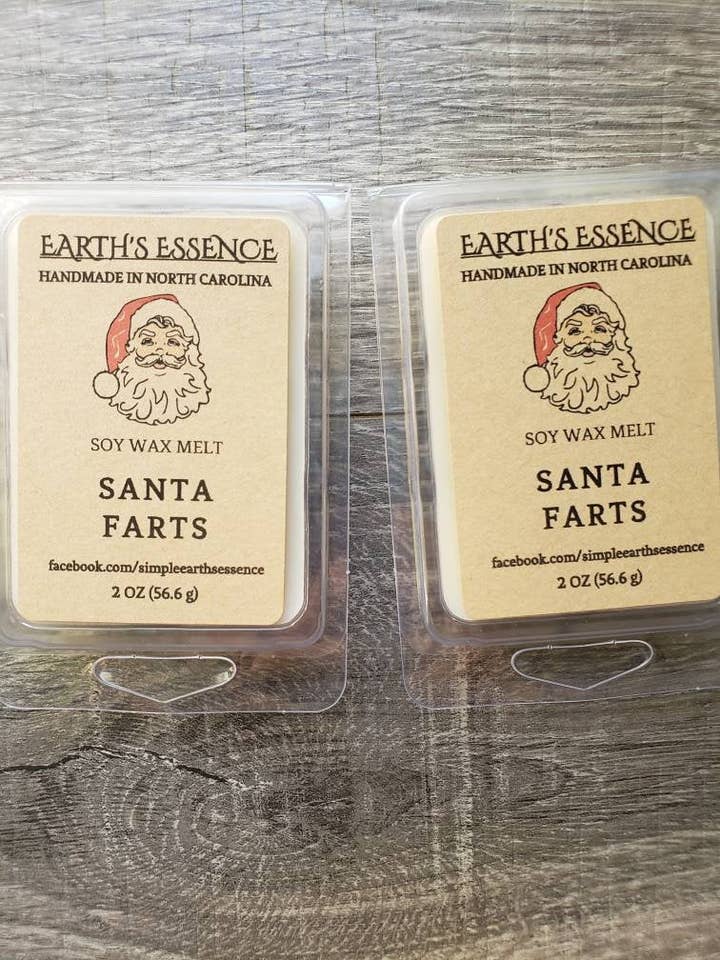 EARTH'S ESSENCE
HANDMADE IN NORTH CAROLINA
SOY WAX MELT
SANTA
FARTS
facebook.com/simpleearthsessence
2 OZ (56.6 g)
EARTH'S ESSENCE
HANDMADE IN NORTH CAROLINA
SOY WAX MELT
SANTA
FARTS
facebook.com/simpleearthsessence
2 OZ (56.6 g)